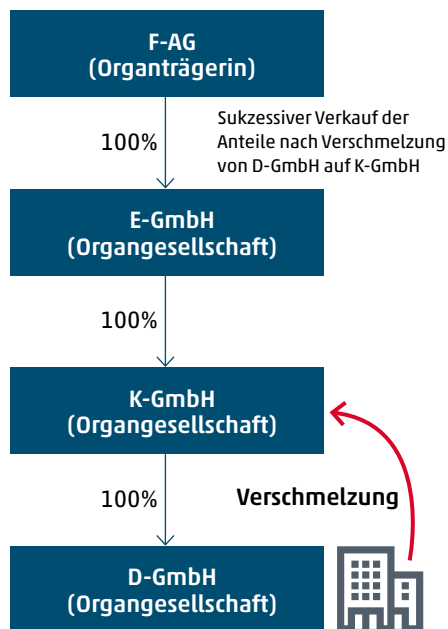 F-AG
(Organträgerin)
100%
Sukzessiver Verkauf der
Anteile nach Verschmelzung
von D-GmbH auf K-GmbH
E-GmbH
(Organgesellschaft)
100%
K-GmbH
(Organgesellschaft)
100%
Verschmelzung
D-GmbH
(Organgesellschaft)